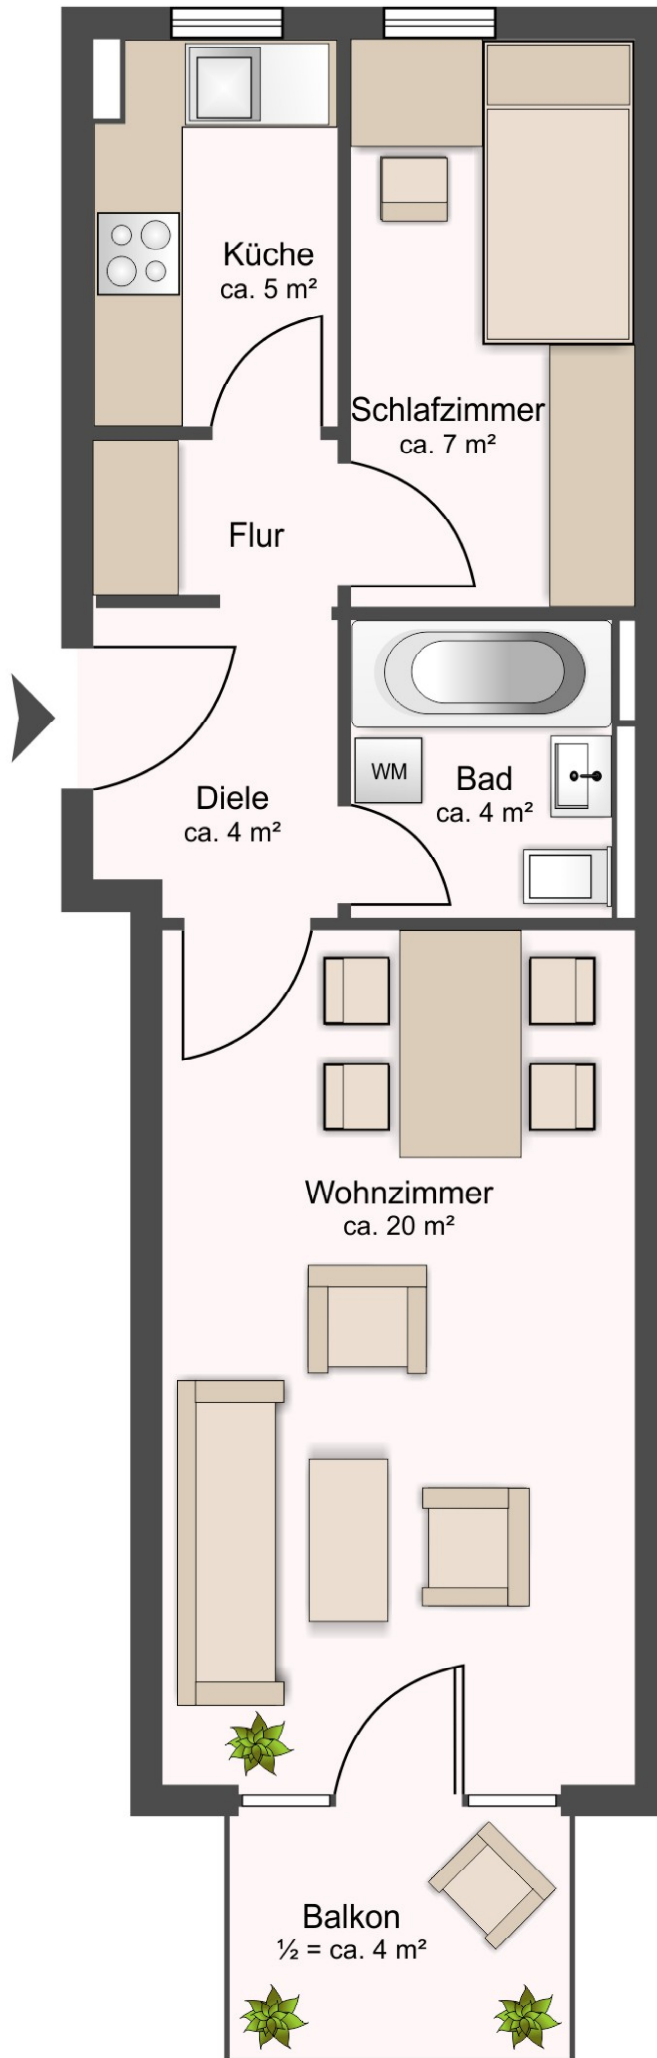 Küche
ca. 5 m²
Schlafzimmer
ca. 7 m²
Flur
WM
Bad
ca. 4 m²
Diele
ca. 4 m²
Wohnzimmer
ca. 20 m²
Balkon
½ = ca. 4 m²